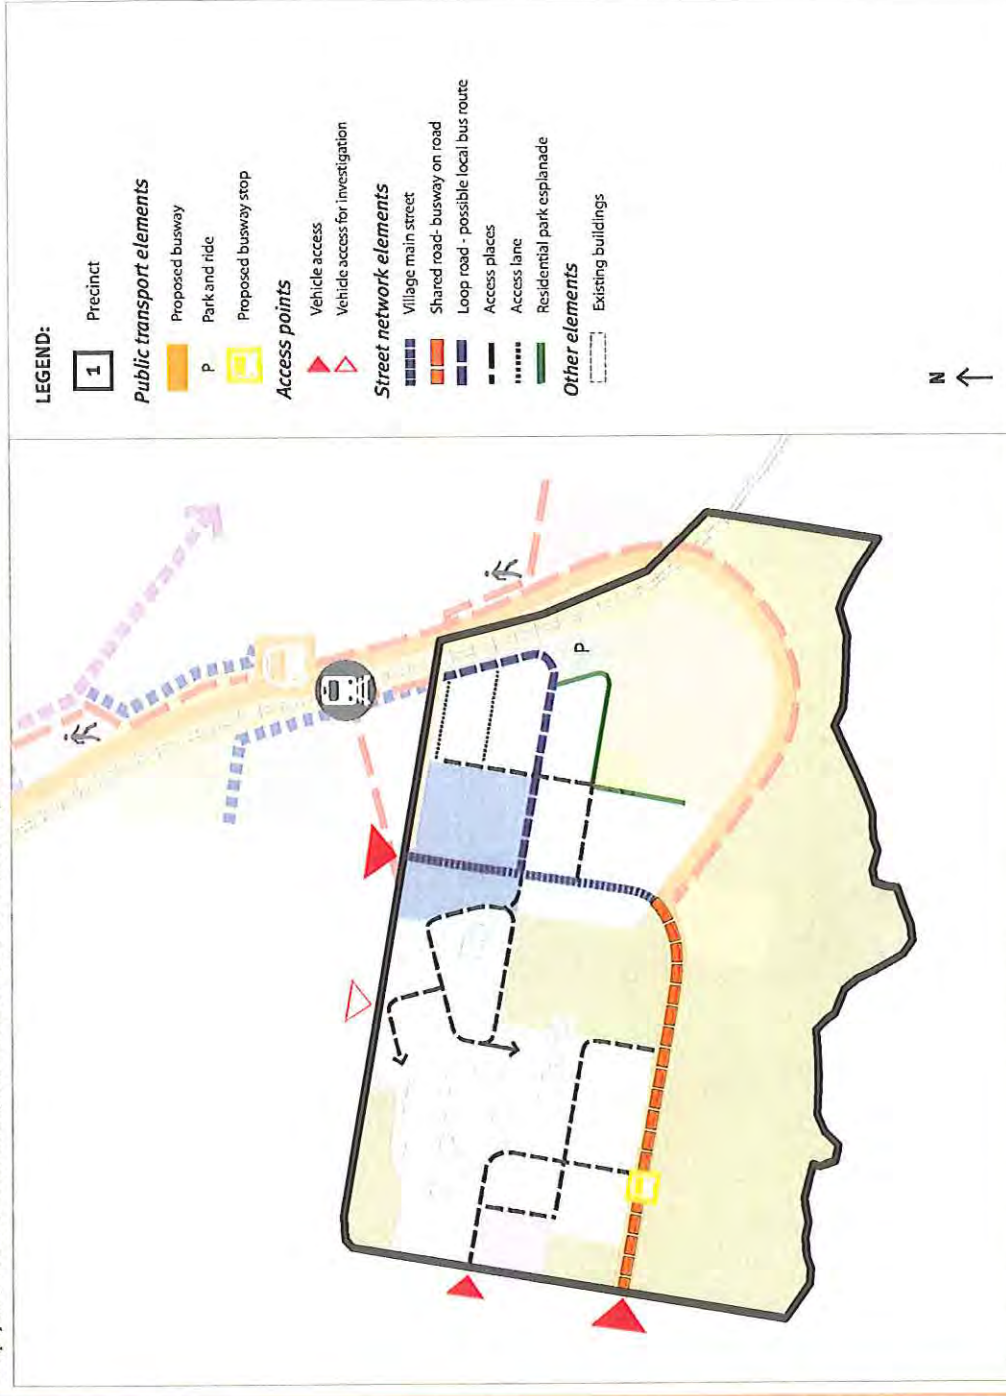 LEGEND:
1
Precinct
Public transport elements
Proposed busway
P
Park and ride
Proposed busway stop
Access points
Vehicle access
Vehicle access for investigation
Street network elements
Village main street
Shared road- busway on road
Loop road - possible local bus route
Access places
Access lane
Residential park esplanade
Other elements
Existing buildings
N
P